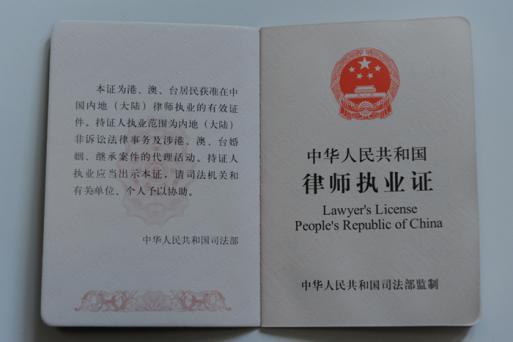 本证为港、澳、台居民获准在中
国内地（大陆）律师执业的有效证
件。持证人执业范围为内地（大陆）
非诉讼法律事务及涉港、澳、台婚
姻、继承案件的代理活动。持证人
执业应当出示本证，请司法机关和
有关单位、个人予以协助。
中华人民共和国司法部
中华人民共和国
律师执业证
Lawyer's License
People's Republic of China
中华人民共和国司法部监制